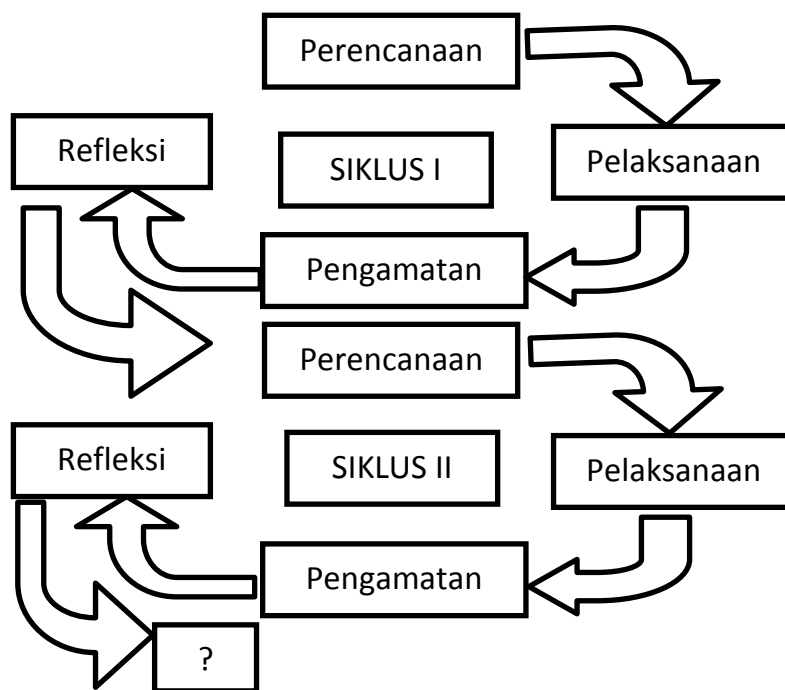 Perencanaan
Refleksi
SIKLUS I
Pelaksanaan
Pengamatan
Perencanaan
Refleksi
SIKLUS II
Pelaksanaan
Pengamatan
?